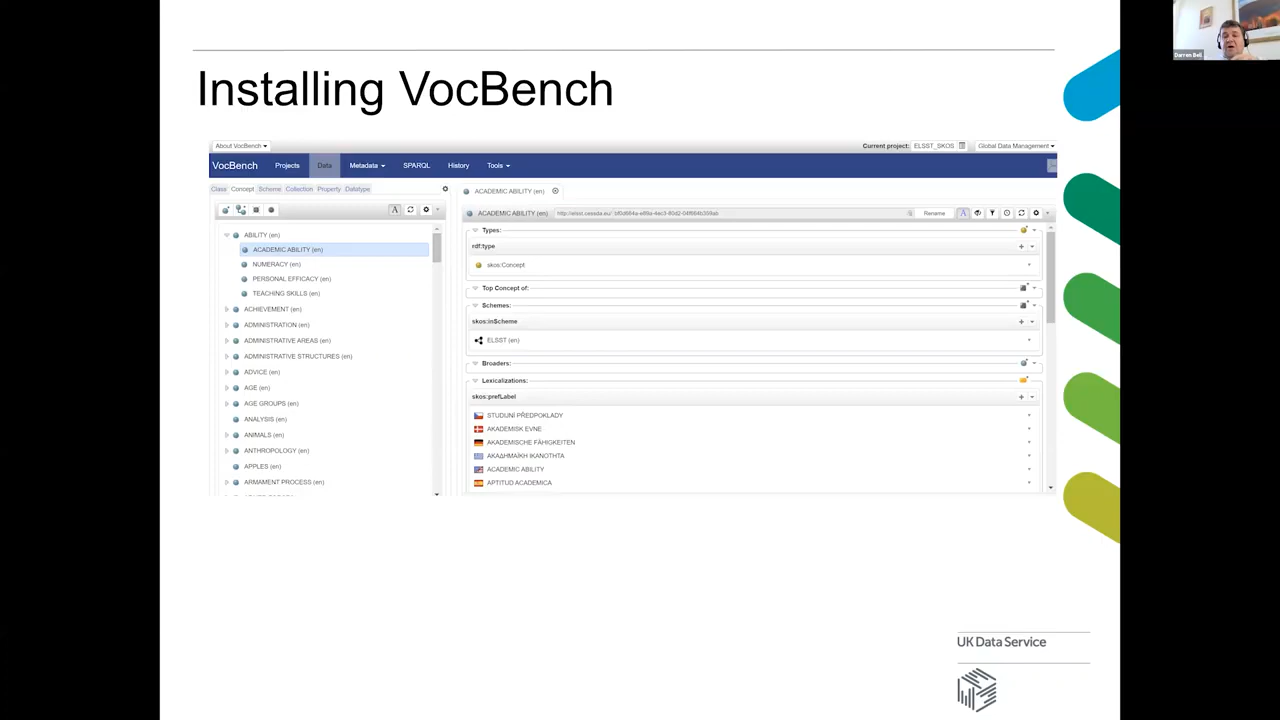 Darren Bell
Installing VocBench
About VocBench
Current project: ELSST_SKOS
Global Data Management
VocBench Projects Data Metadata SPARQL History Tools
Class Concept Scheme Collection Property Datatype
ABILITY (en)
ACADEMIC ABILITY (en)
NUMERACY (en)
PERSONAL EFFICACY (en)
TEACHING SKILLS (en)
ACHIEVEMENT (en)
ADMINISTRATION (en)
ADMINISTRATIVE AREAS (en)
ADMINISTRATIVE STRUCTURES (en)
ADVICE (en)
AGE (en)
AGE GROUPS (en)
ANALYSIS (en)
ANIMALS (en)
ANTHROPOLOGY (en)
APPLES (en)
ARMAMENT PROCESS (en)
ACADEMIC ABILITY (en)
ACADEMIC ABILITY (en)
Rename
Types:
rdf:type
skos:Concept
Top Concept of:
Schemes:
skos:inScheme
ELSST (en)
Broaders:
Lexicalizations:
skos:prefLabel
STUDIJNÍ PŘEDPOKLADY
AKADEMISK EVNE
AKADEMISCHE FÄHIGKEITEN
ΑΚΑΔΗΜΑΪΚΗ ΙΚΑΝΟΤΗΤΑ
ACADEMIC ABILITY
APTITUD ACADEMICA
UK Data Service